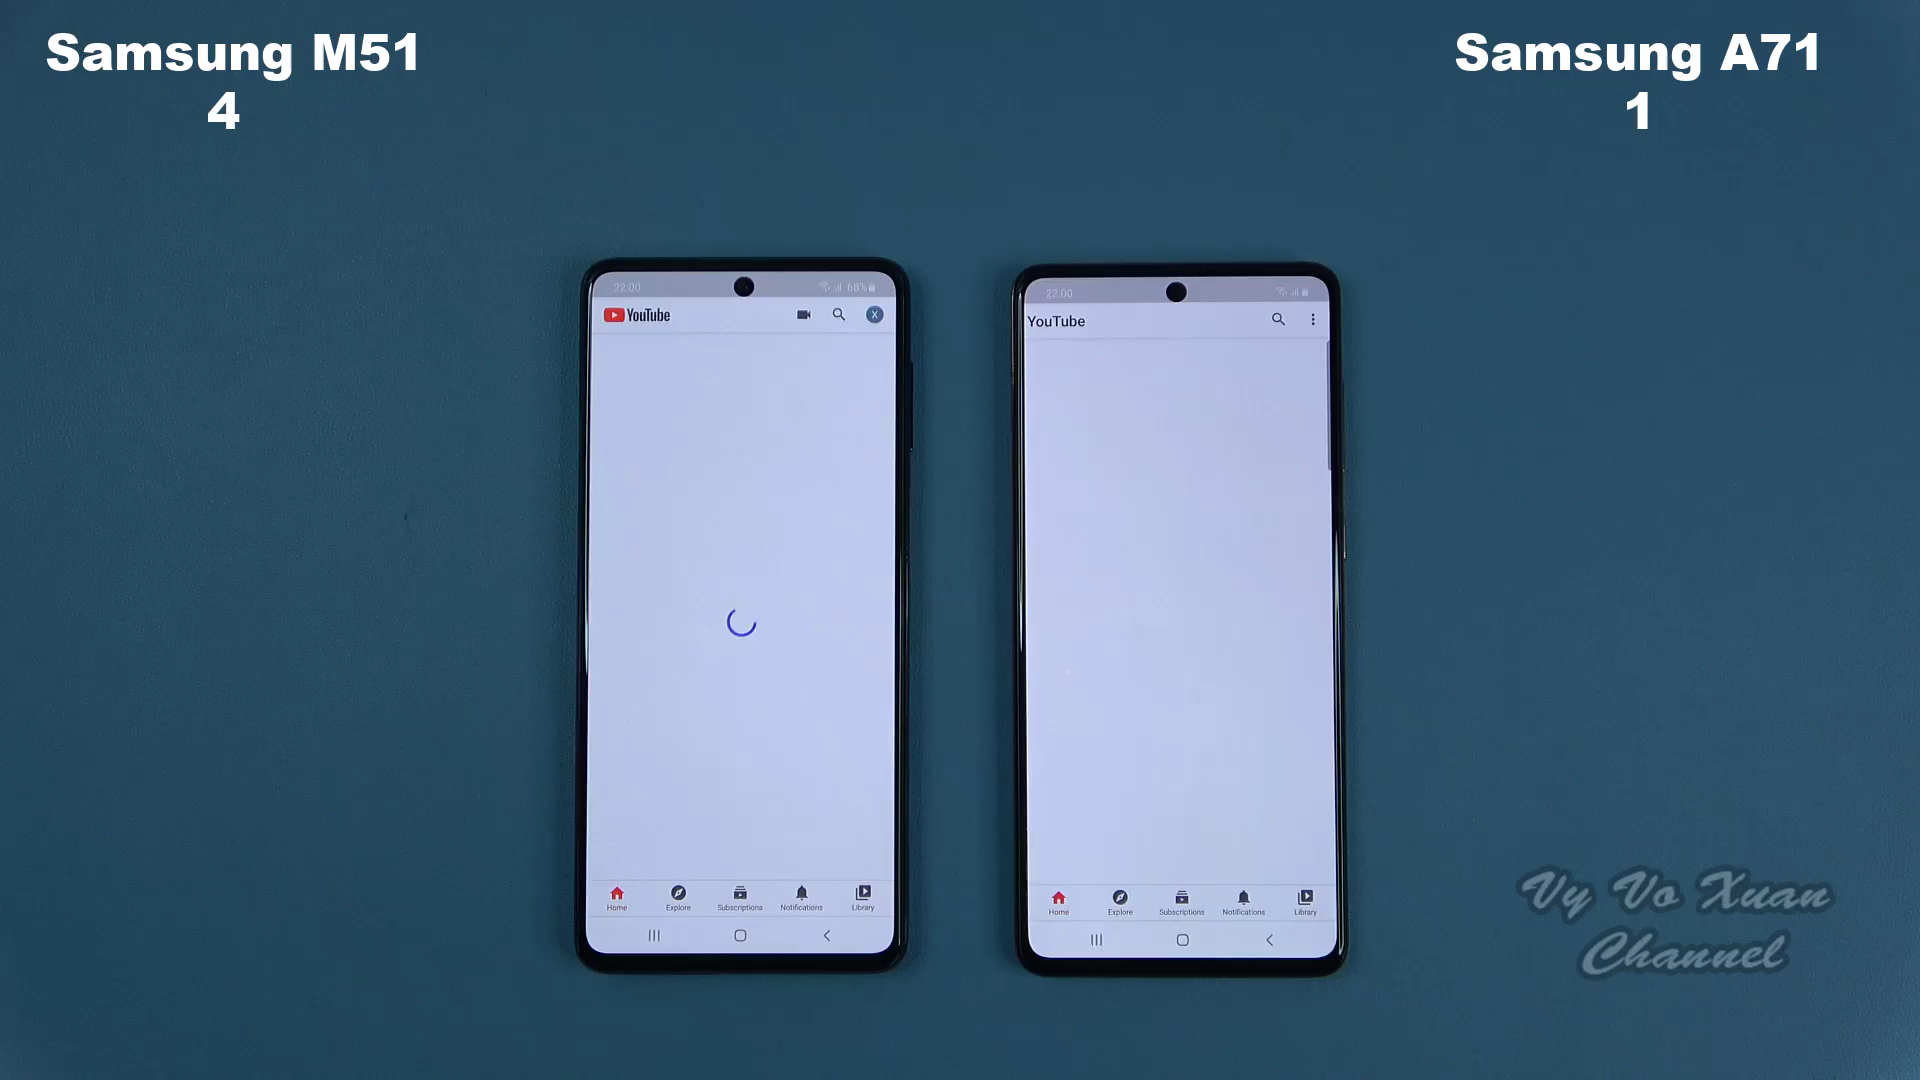 Samsung M51
4
Samsung A71
1
22:00
68%
YouTube
X
Home Explore Subscriptions Notifications Library
22:00
YouTube
Home Explore Subscriptions Notifications Library
Vy Vo Xuan
Channel